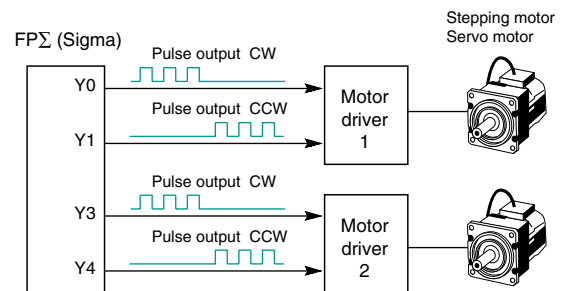 Stepping motor
Servo motor
FPΣ (Sigma)
Pulse output CW
Y0
Pulse output CCW
Y1
Motor
driver
1
Pulse output CW
Y3
Pulse output CCW
Y4
Motor
driver
2